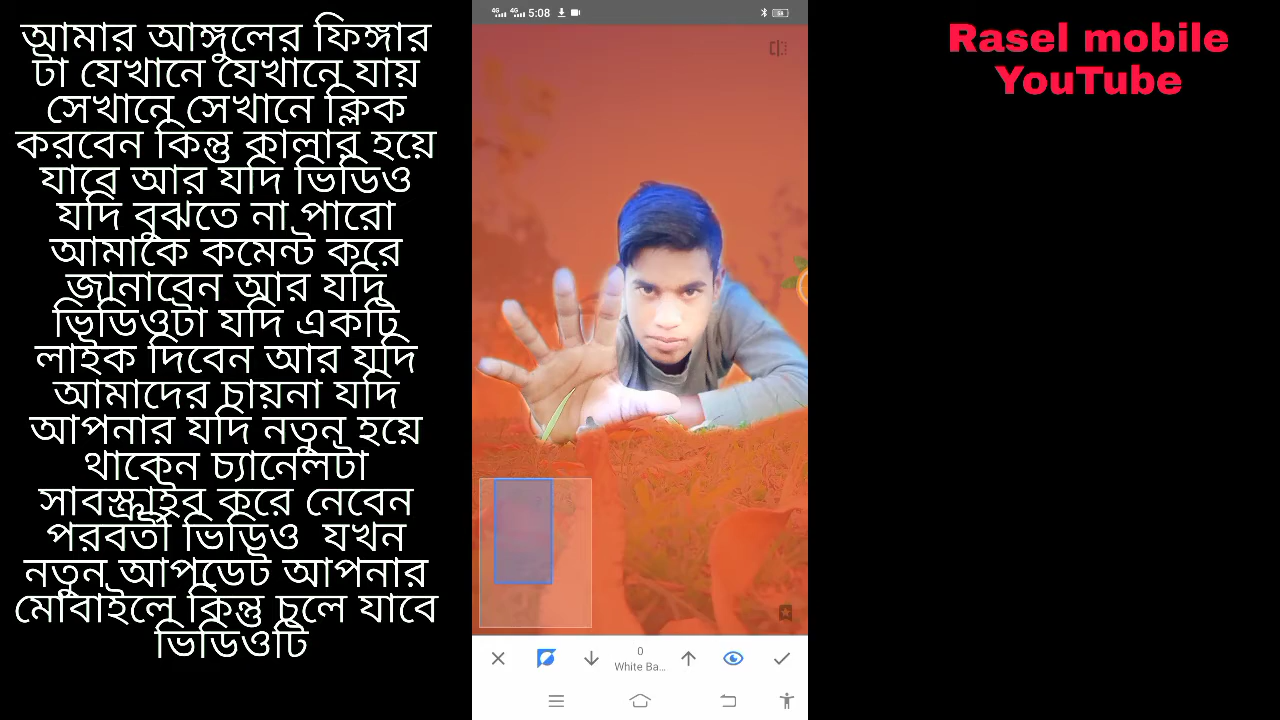 আমার আঙ্গুলের ফিঙ্গার
টা যেখানে যেখানে যায়
সেখানে সেখানে ক্লিক
করবেন কিন্তু কালার হয়ে
যাবে আর যদি ভিডিও
যদি বুঝতে না পারো
আমাকে কমেন্ট করে
জানাবেন আর যদি
ভিডিওটা যদি একটি
লাইক দিবেন আর যদি
আমাদের চায়না যদি
আপনার যদি নতুন হয়ে
থাকেন চ্যানেলটা
সাবস্ক্রাইব করে নেবেন
পরবর্তী ভিডিও যখন
নতুন আপডেট আপনার
মোবাইলে কিন্তু চলে যাবে
ভিডিওটি
4G 4G 5:08
0
White Ba...
Rasel mobile
YouTube